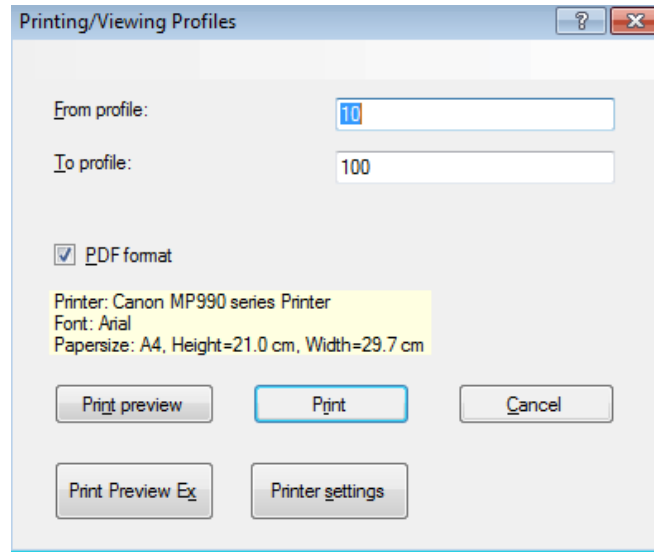 Printing/Viewing Profiles
From profile:
10
To profile:
100
PDF format
Printer: Canon MP990 series Printer
Font: Arial
Papersize: A4, Height=21.0 cm, Width=29.7 cm
Print preview
Print
Cancel
Print Preview Ex
Printer settings